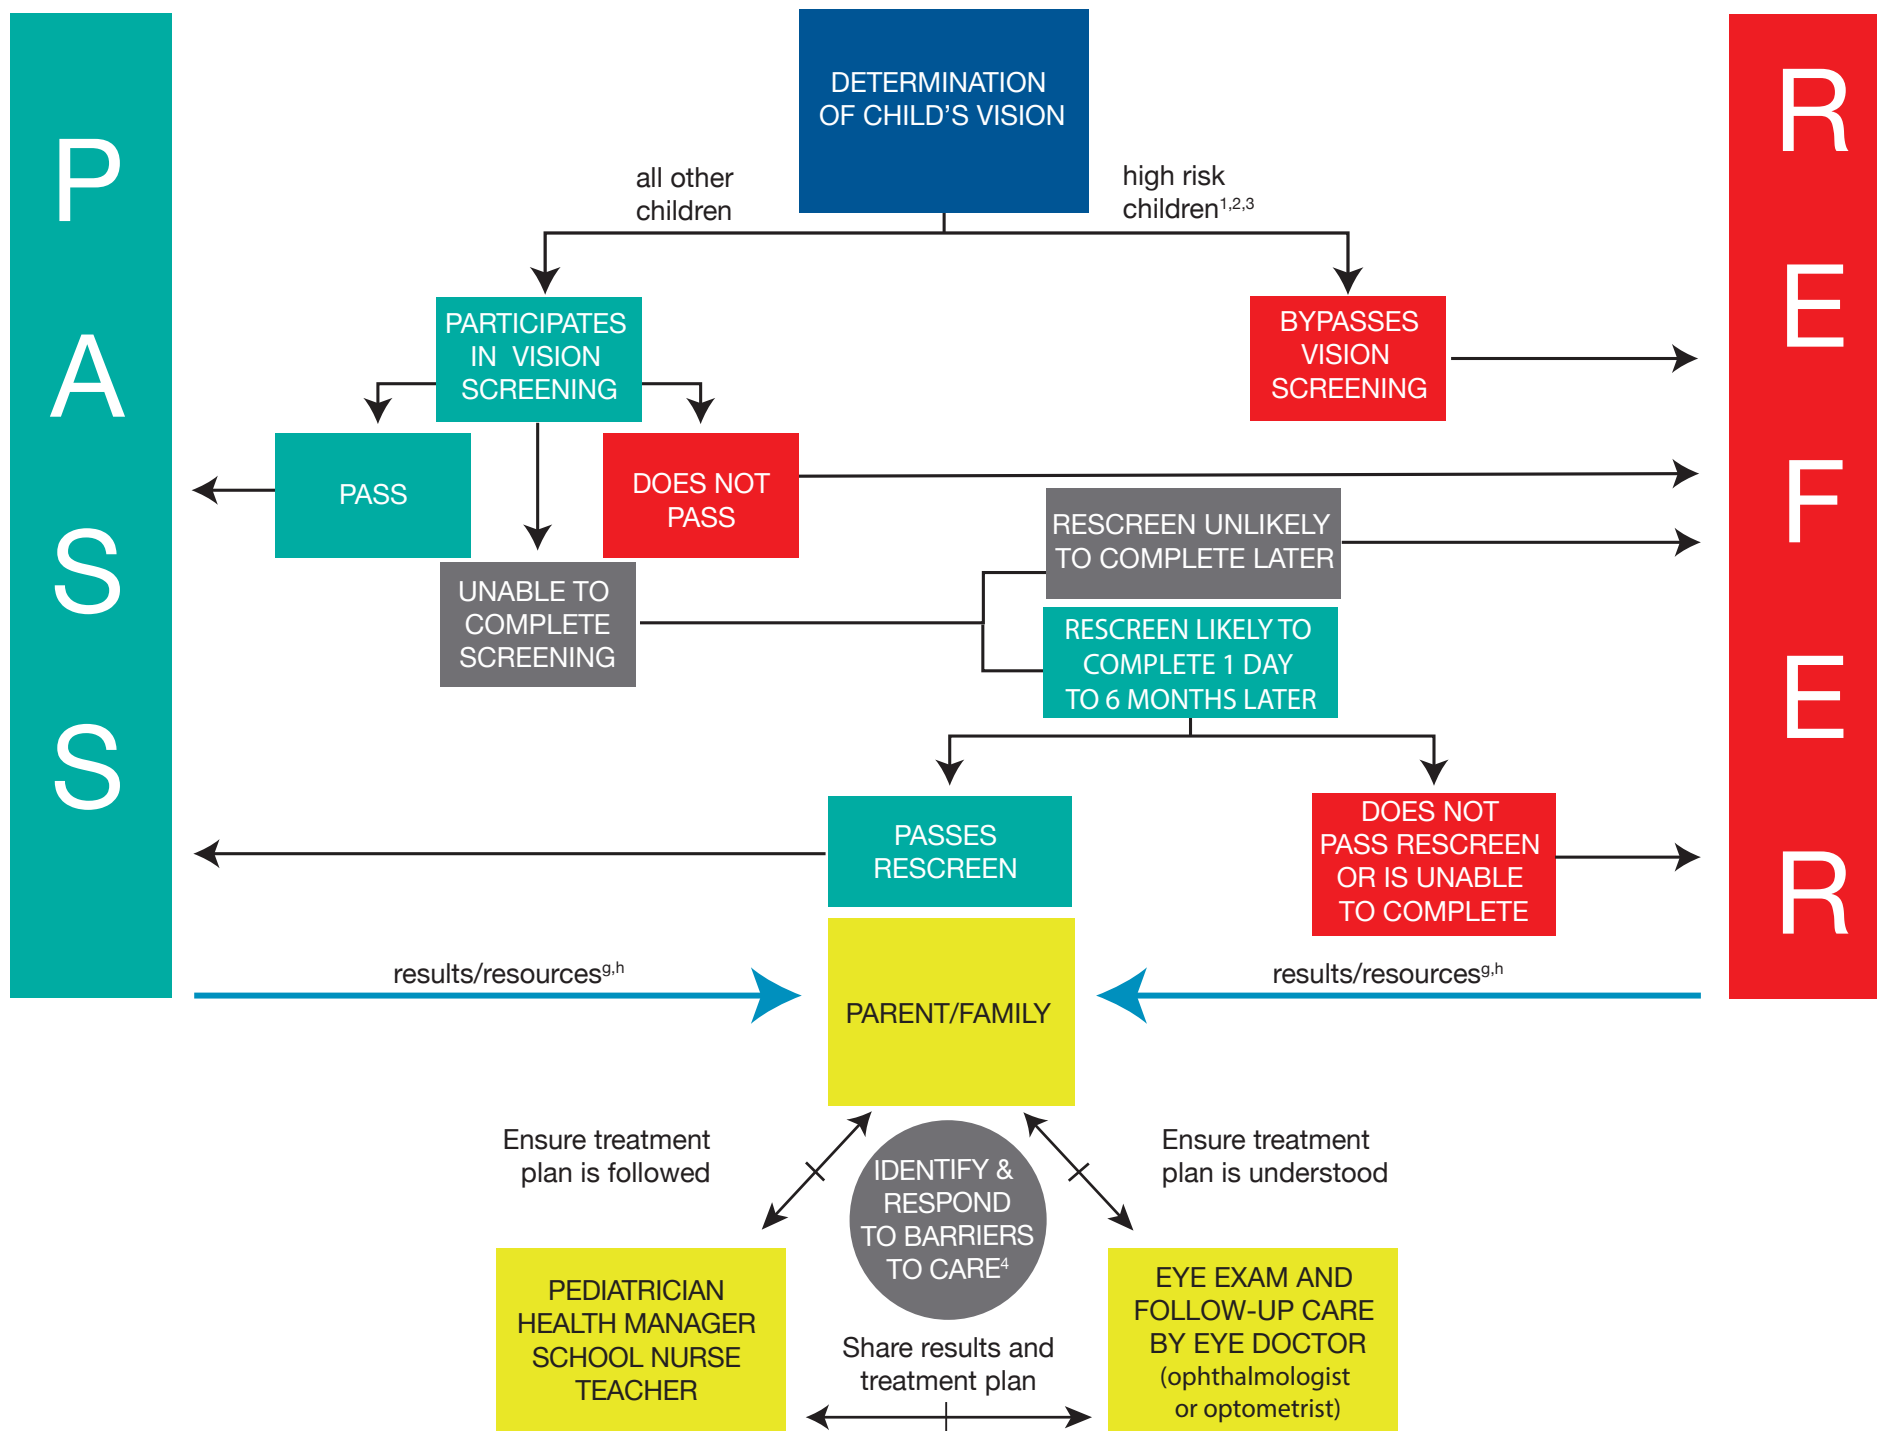 PASS
DETERMINATION
OF CHILD'S VISION
REFER
all other
children
high risk
children1,2,3
PARTICIPATES
IN VISION
SCREENING
BYPASSES
VISION
SCREENING
PASS
DOES NOT
PASS
RESCREEN UNLIKELY
TO COMPLETE LATER
UNABLE TO
COMPLETE
SCREENING
RESCREEN LIKELY TO
COMPLETE 1 DAY
TO 6 MONTHS LATER
PASSES
RESCREEN
DOES NOT
PASS RESCREEN
OR IS UNABLE
TO COMPLETE
results/resourcesg,h
PARENT/FAMILY
results/resourcesg,h
Ensure treatment
plan is followed
IDENTIFY &
RESPOND
TO BARRIERS
TO CARE4
Ensure treatment
plan is understood
PEDIATRICIAN
HEALTH MANAGER
SCHOOL NURSE
TEACHER
Share results and
treatment plan
EYE EXAM AND
FOLLOW-UP CARE
BY EYE DOCTOR
(ophthalmologist
or optometrist)